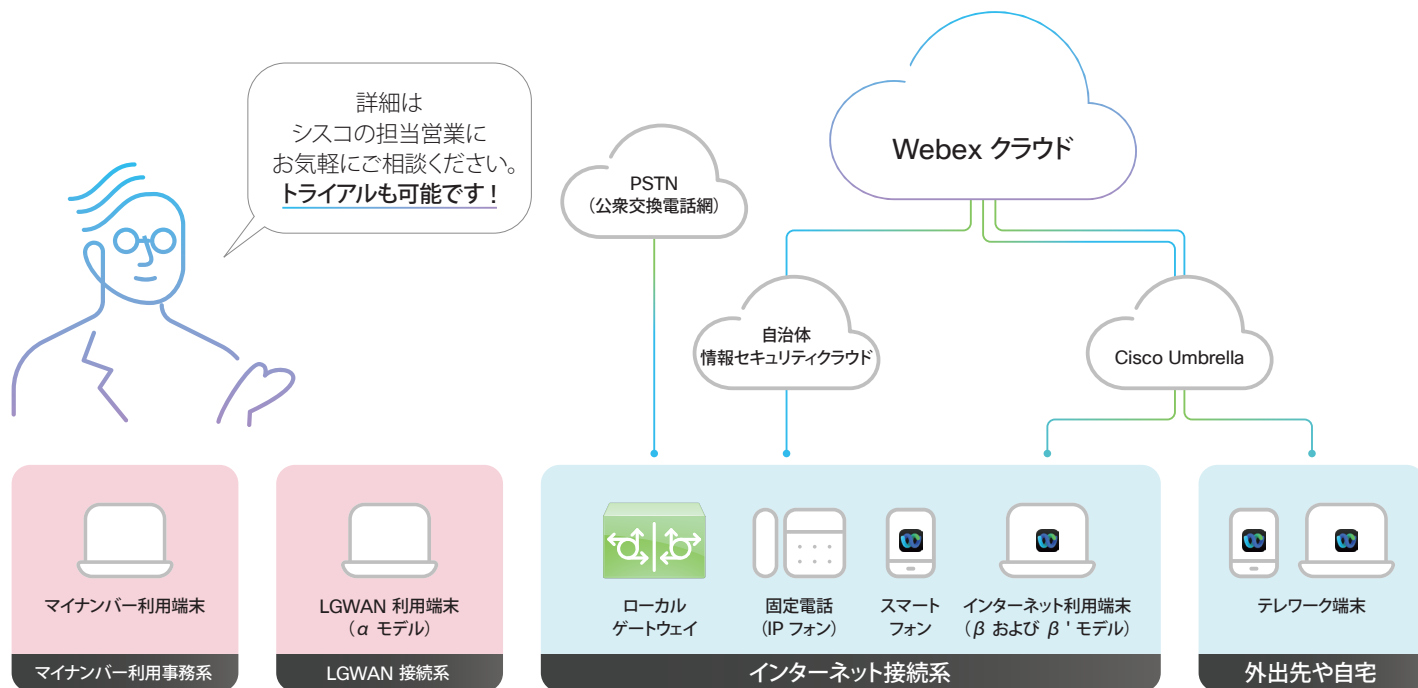 詳細は
シスコの担当営業に
お気軽にご相談ください。
トライアルも可能です！
Webex クラウド
PSTN
（公衆交換電話網）
自治体
情報セキュリティクラウド
Cisco Umbrella
マイナンバー利用端末
マイナンバー利用事務系
LGWAN 利用端末
（α モデル）
LGWAN 接続系
ローカル
ゲートウェイ
固定電話
（IP フォン）
スマート
フォン
インターネット利用端末
（β および β ' モデル）
インターネット接続系
テレワーク端末
外出先や自宅